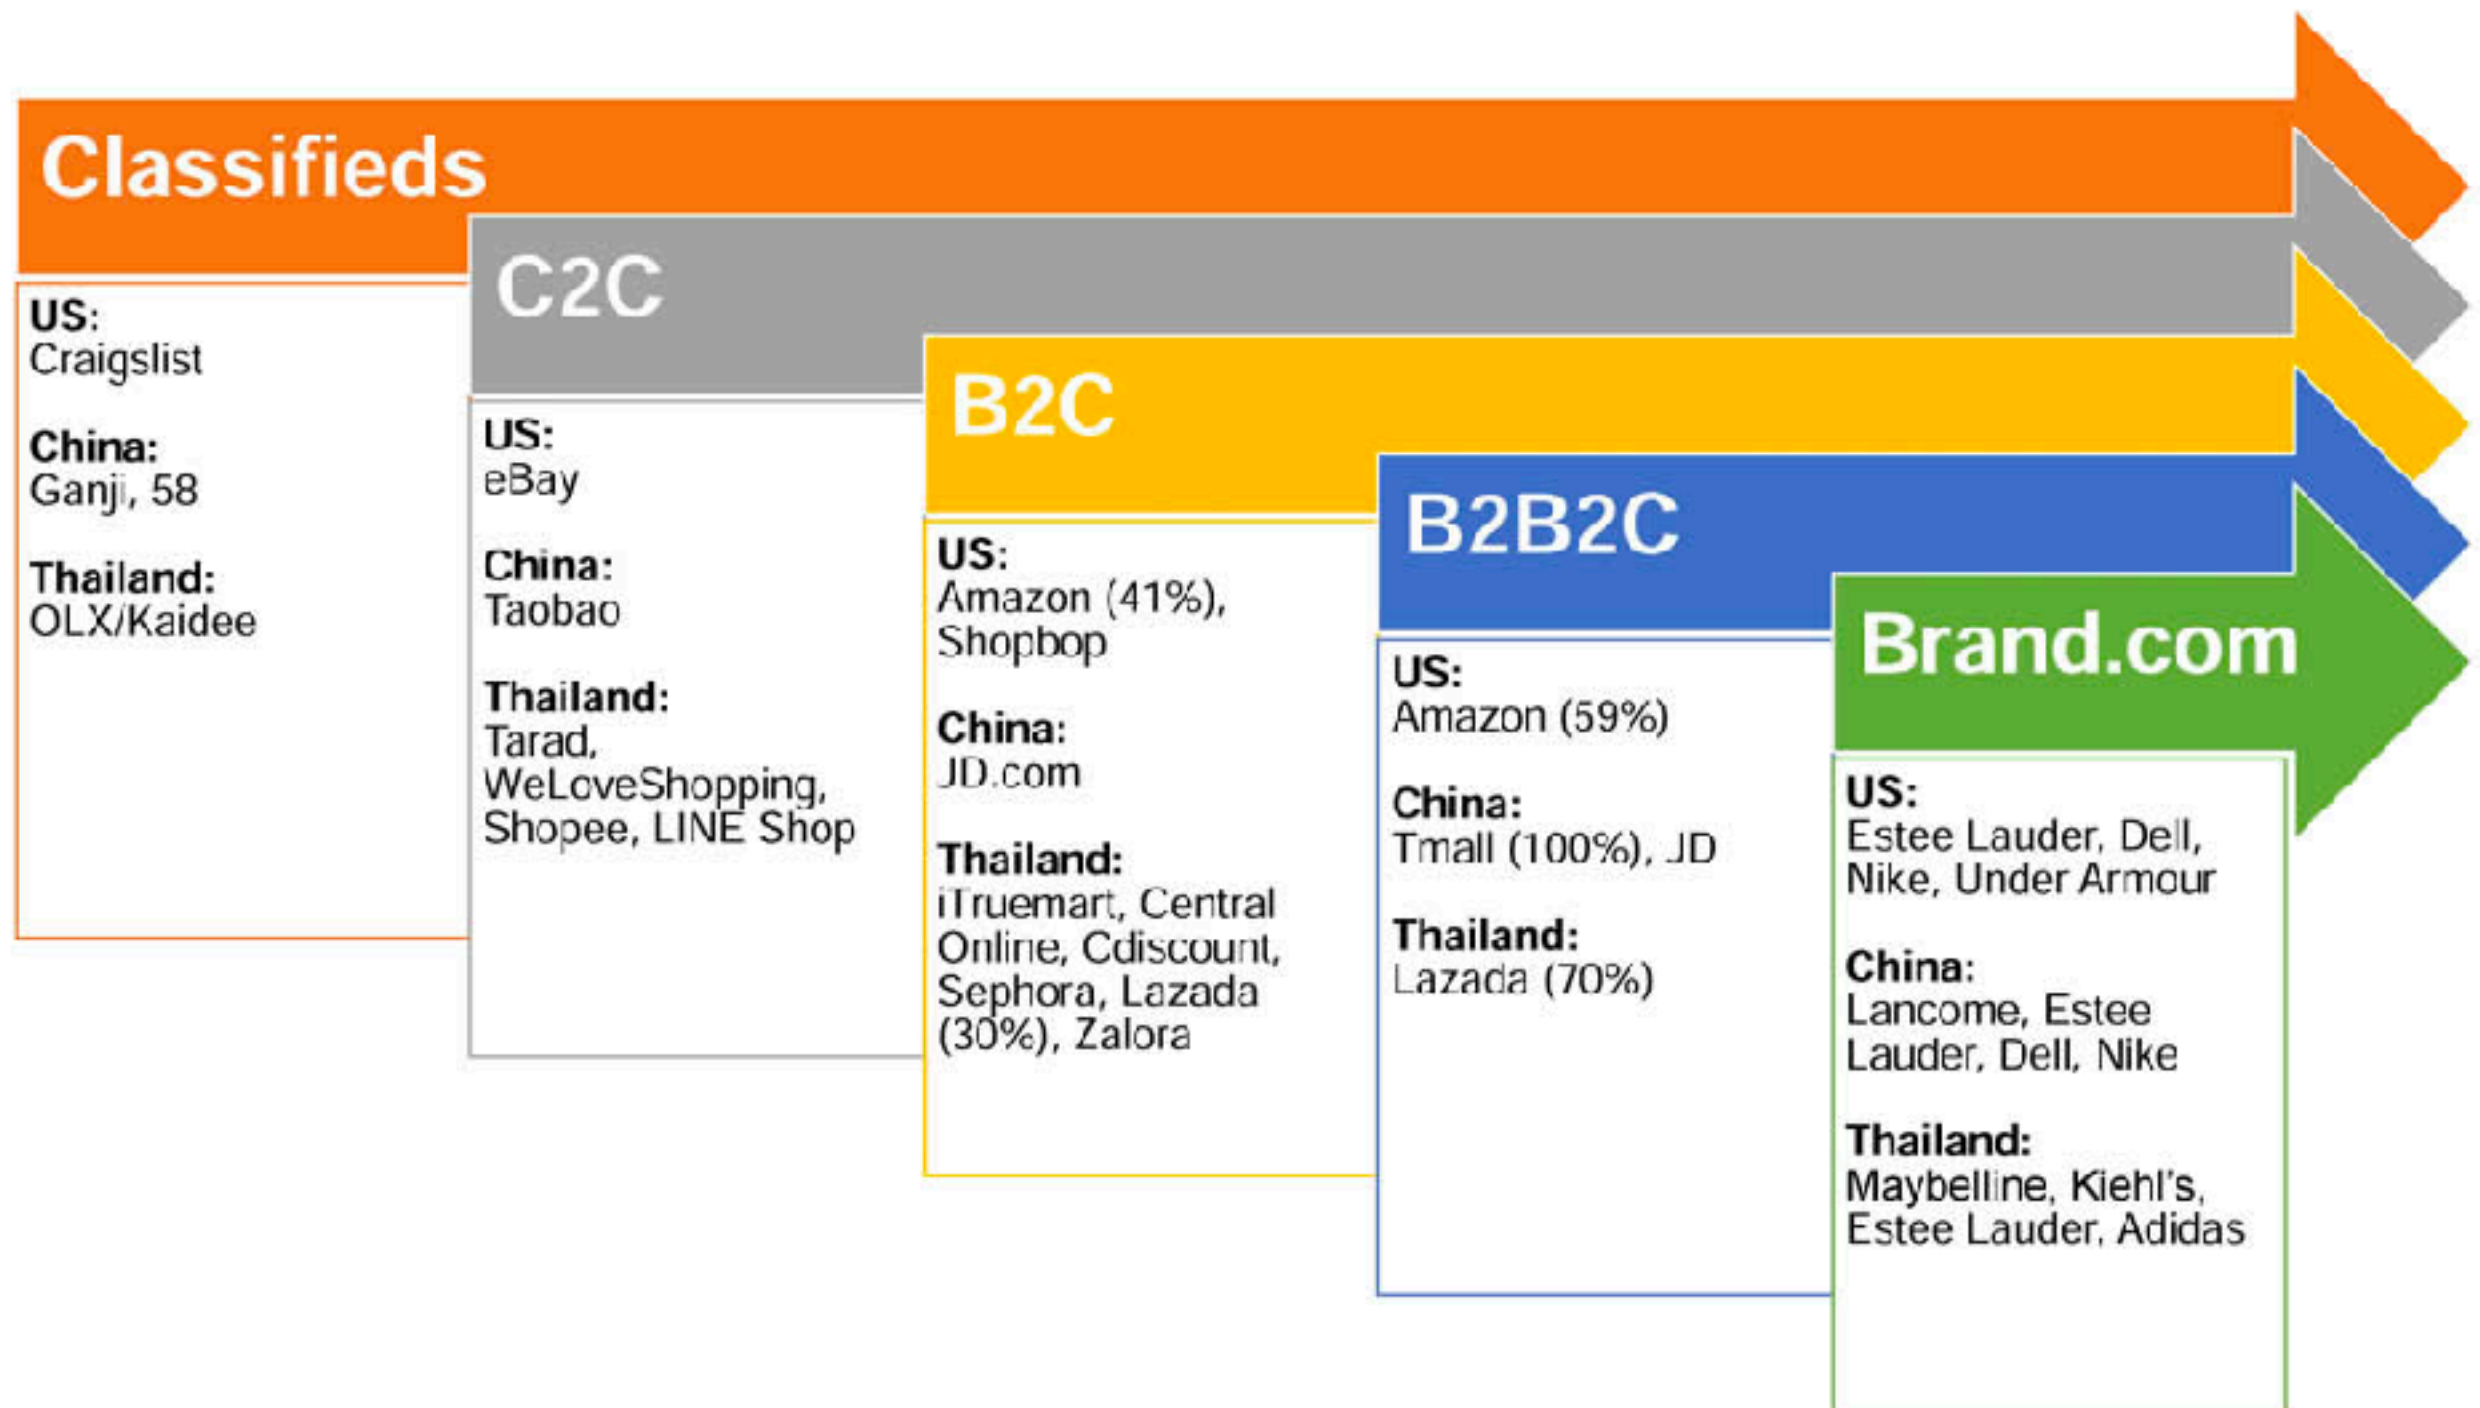 Classifieds
US:
Craigslist
China:
Ganji, 58
Thailand:
OLX/Kaidee
C2C
US:
eBay
China:
Taobao
Thailand:
Tarad,
WeLoveShopping,
Shopee, LINE Shop
B2C
US:
Amazon (41%),
Shopbop
China:
JD.com
Thailand:
iTruemart, Central
Online, Cdiscount,
Sephora, Lazada
(30%), Zalora
B2B2C
US:
Amazon (59%)
China:
Tmall (100%), JD
Thailand:
Lazada (70%)
Brand.com
US:
Estee Lauder, Dell,
Nike, Under Armour
China:
Lancome, Estee
Lauder, Dell, Nike
Thailand:
Maybelline, Kiehl's,
Estee Lauder, Adidas